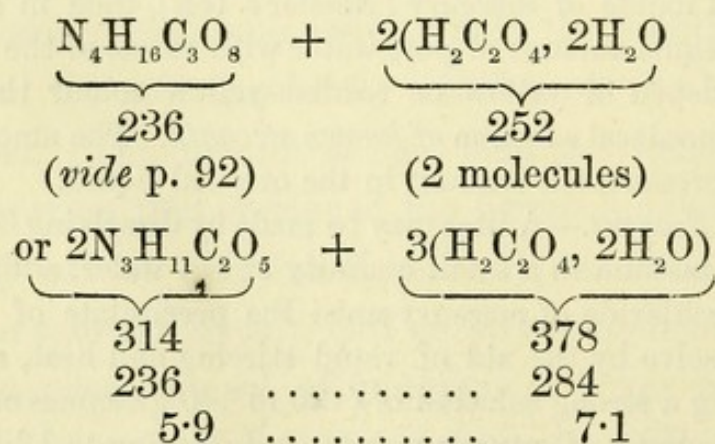 N₄H₁₆C₃O₈ + 2(H₂C₂O₄, 2H₂O
236 252
(vide p. 92) (2 molecules)
or 2N₃H₁₁C₂O₅ + 3(H₂C₂O₄, 2H₂O)
314 378
236 .......... 284
5·9 .......... 7·1